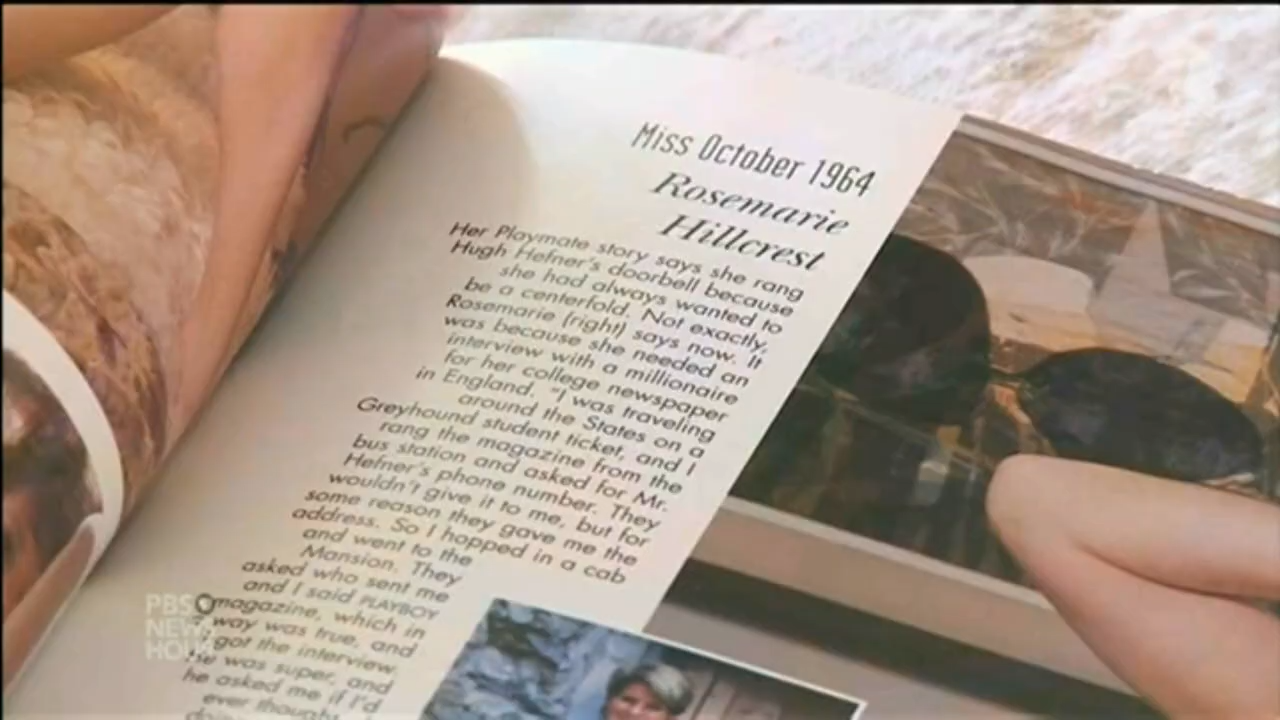 Miss October 1964
Rosemarie
Hillcrest
Her Playmate story says she rang
Hugh Hefner's doorbell because
she had always wanted to
be a centerfold. Not exactly,
Rosemarie (right) says now. It
was because she needed an
interview with a millionaire
for her college newspaper
in England. "I was traveling
around the States on a
Greyhound student ticket, and I
rang the magazine from the
bus station and asked for Mr.
Hefner's phone number. They
wouldn't give it to me, but for
some reason they gave me the
address. So I hopped in a cab
and went to the
Mansion. They
asked who sent me
and I said PLAYBOY
magazine, which in
way was true, and
got the interview.
He was super, and
he asked me if I'd
ever thought
PBS
NEWS
HOUR